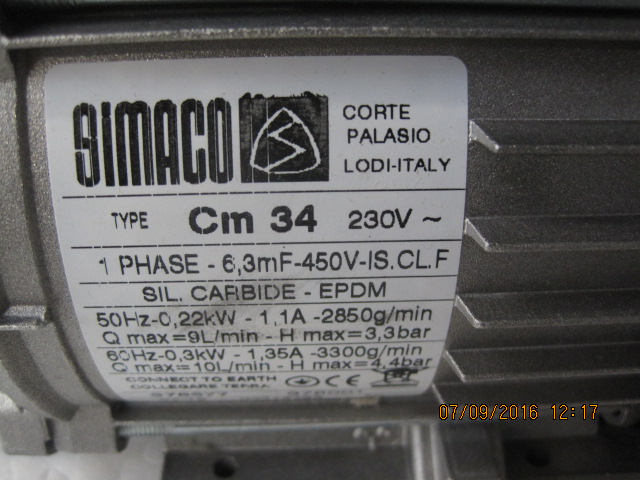 SIMACO
CORTE
PALASIO
LODI-ITALY
TYPE Cm 34 230V ~
1 PHASE - 6,3mF-450V-IS.CL.F
SIL. CARBIDE - EPDM
50Hz-0,22kW - 1,1A -2850g/min
Q max=9L/min - H max=3,3bar
60Hz-0,3kW - 1,35A -3300g/min
Q max=10L/min - H max=4,4bar
CONNECT TO EARTH
COLLEGARE TERRA
CE
07/09/2016 12:17